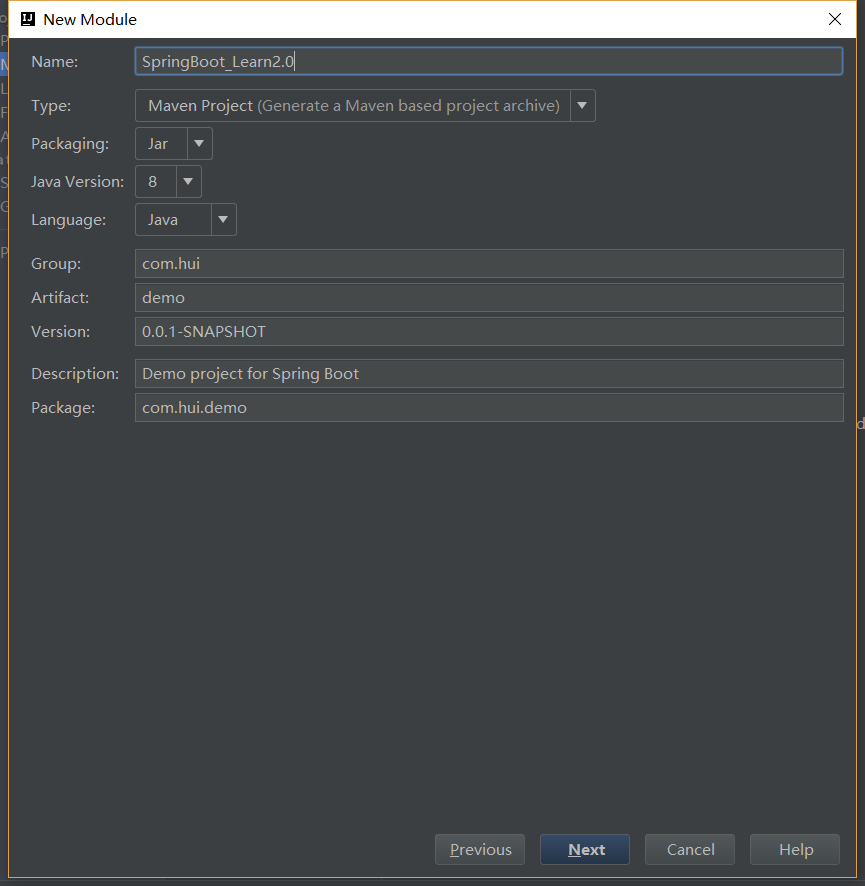 New Module
Name: SpringBoot_Learn2.0
Type: Maven Project (Generate a Maven based project archive)
Packaging: Jar
Java Version: 8
Language: Java
Group: com.hui
Artifact: demo
Version: 0.0.1-SNAPSHOT
Description: Demo project for Spring Boot
Package: com.hui.demo
Previous Next Cancel Help